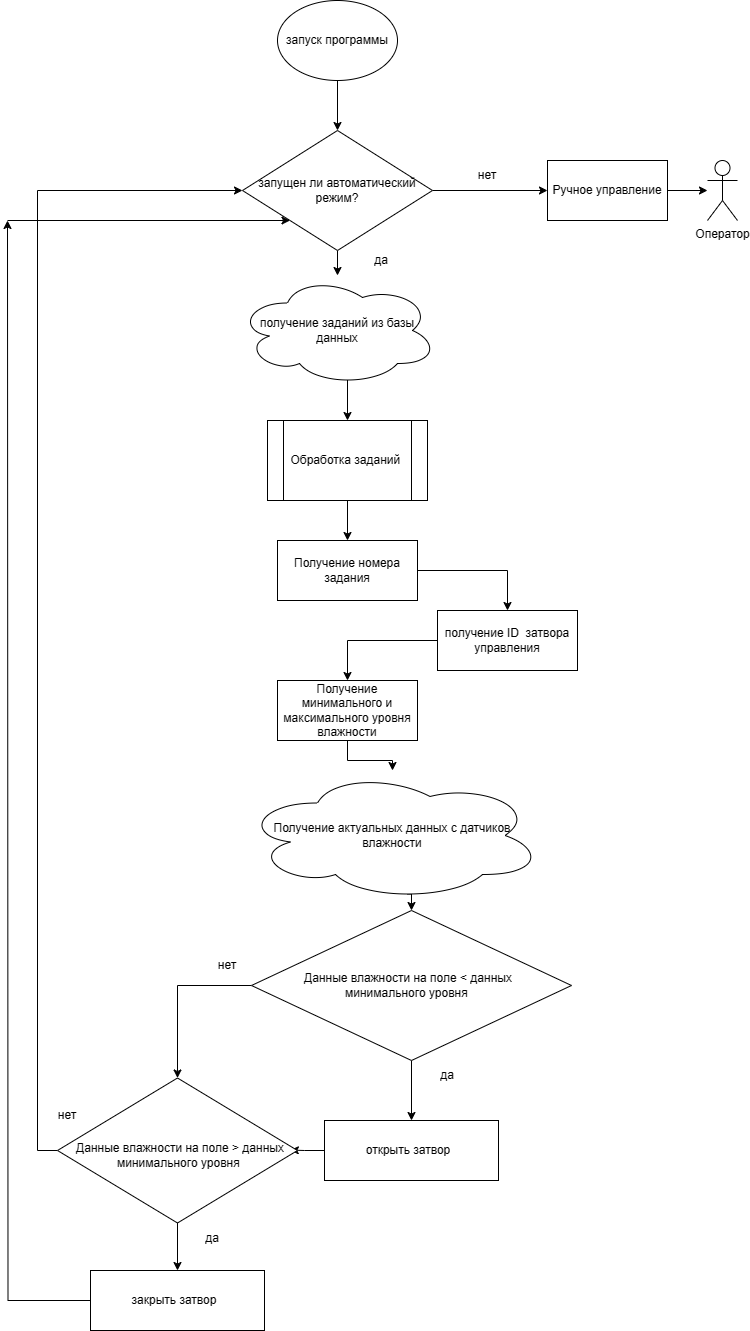 запуск программы
запущен ли автоматический
режим?
нет
Ручное управление
Оператор
да
получение заданий из базы
данных
Обработка заданий
Получение номера
задания
получение ID затвора
управления
Получение
минимального и
максимального уровня
влажности
Получение актуальных данных с датчиков
влажности
нет
Данные влажности на поле < данных
минимального уровня
да
нет
Данные влажности на поле > данных
минимального уровня
открыть затвор
да
закрыть затвор